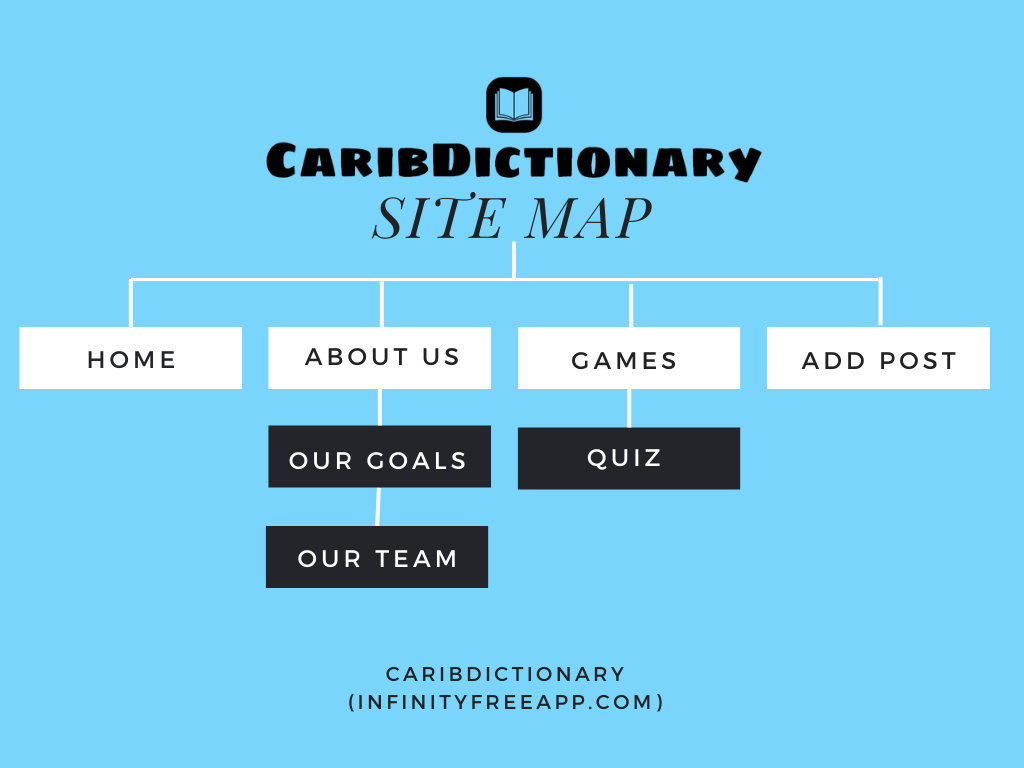 CARIBDICTIONARY
SITE MAP
HOME
ABOUT US
GAMES
ADD POST
OUR GOALS
QUIZ
OUR TEAM
CARIBDICTIONARY
(INFINITYFREEAPP.COM)